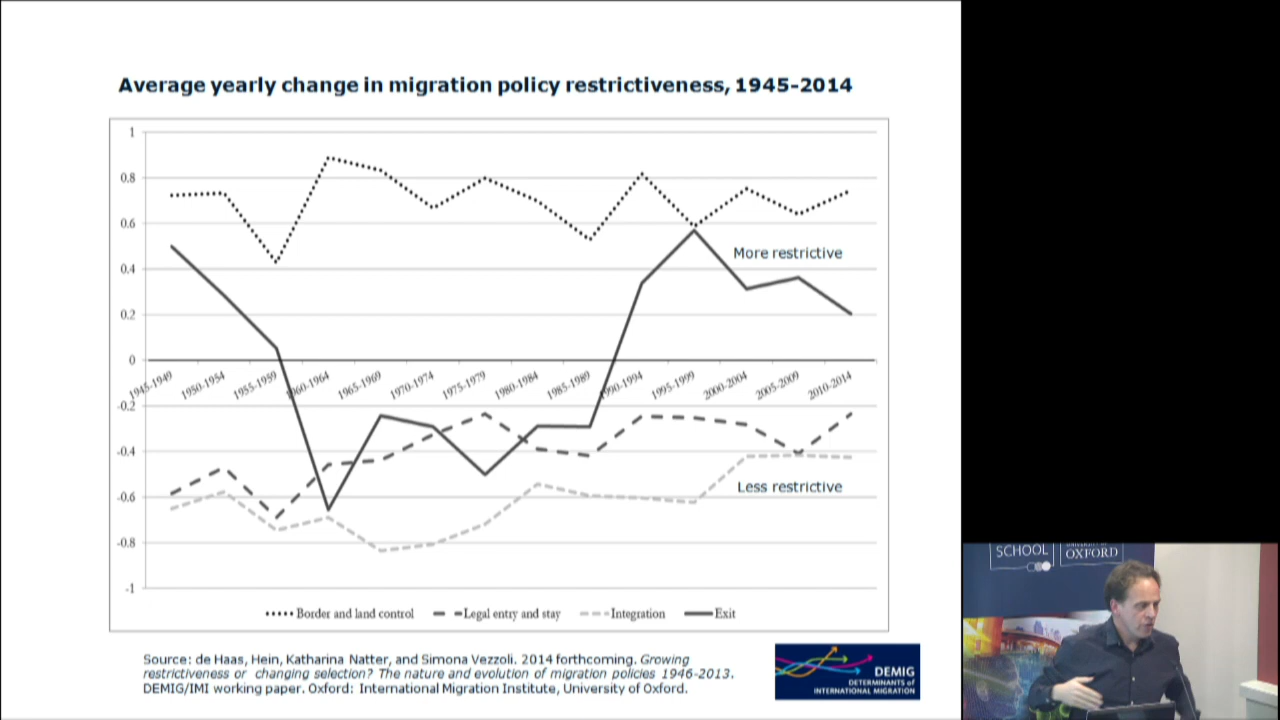 Average yearly change in migration policy restrictiveness, 1945-2014
1
0.8
0.6
0.4
0.2
0
-0.2
-0.4
-0.6
-0.8
-1
1945-1949
1950-1954
1955-1959
1960-1964
1965-1969
1970-1974
1975-1979
1980-1984
1985-1989
1990-1994
1995-1999
2000-2004
2005-2009
2010-2014
More restrictive
Less restrictive
Border and land control
Legal entry and stay
Integration
Exit
Source: de Haas, Hein, Katharina Natter, and Simona Vezzoli. 2014 forthcoming. Growing
restrictiveness or changing selection? The nature and evolution of migration policies 1946-2013.
DEMIG/IMI working paper. Oxford: International Migration Institute, University of Oxford.
DEMIG
DETERMINANTS of
INTERNATIONAL MIGRATION
SCHOOL
UNIVERSITY OF
OXFORD